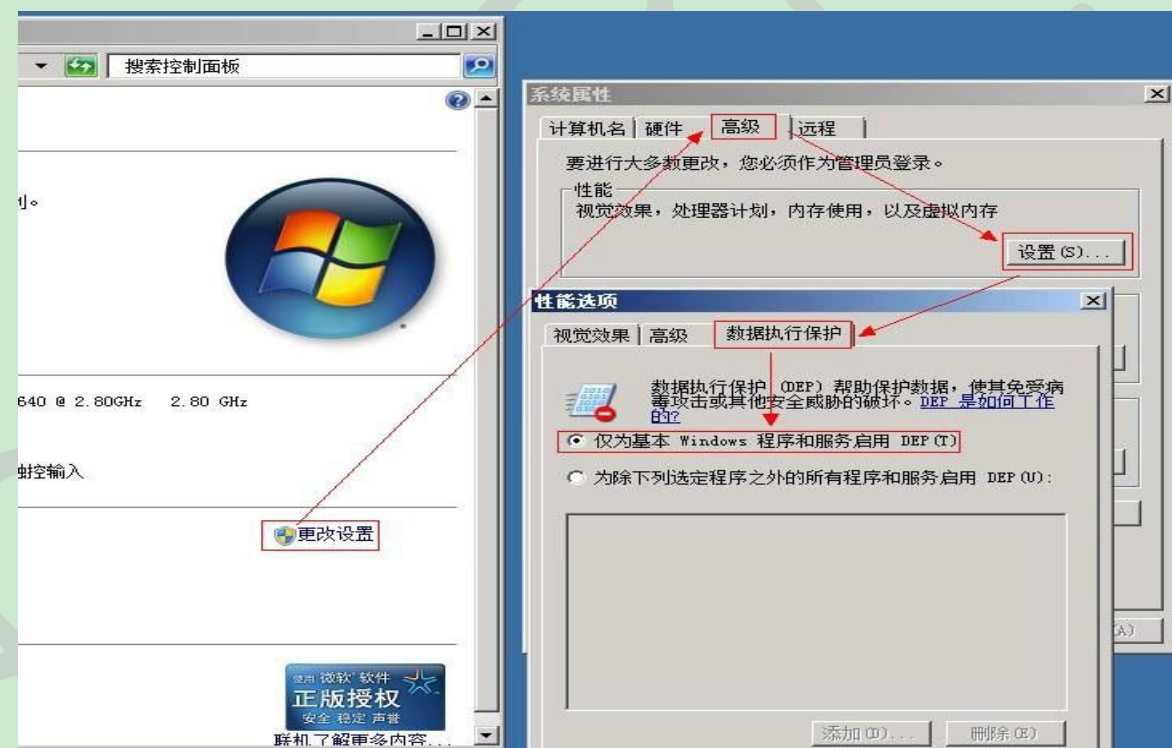 搜索控制面板
系统属性
计算机名
硬件
高级
远程
要进行大多数更改，您必须作为管理员登录。
性能
视觉效果，处理器计划，内存使用，以及虚拟内存
设置(S)...
性能选项
视觉效果
高级
数据执行保护
数据执行保护 (DEP) 帮助保护数据，使其免受病
毒攻击或其他安全威胁的破坏。DEP 是如何工作
的?
仅为基本 Windows 程序和服务启用 DEP(T)
为除下列选定程序之外的所有程序和服务启用 DEP(U):
添加(D)...
删除(E)
(A)
640 @ 2.80GHz 2.80 GHz
控输入
更改设置
使用 微软 软件
正版授权
安全 稳定 声誉
联机了解更多内容...